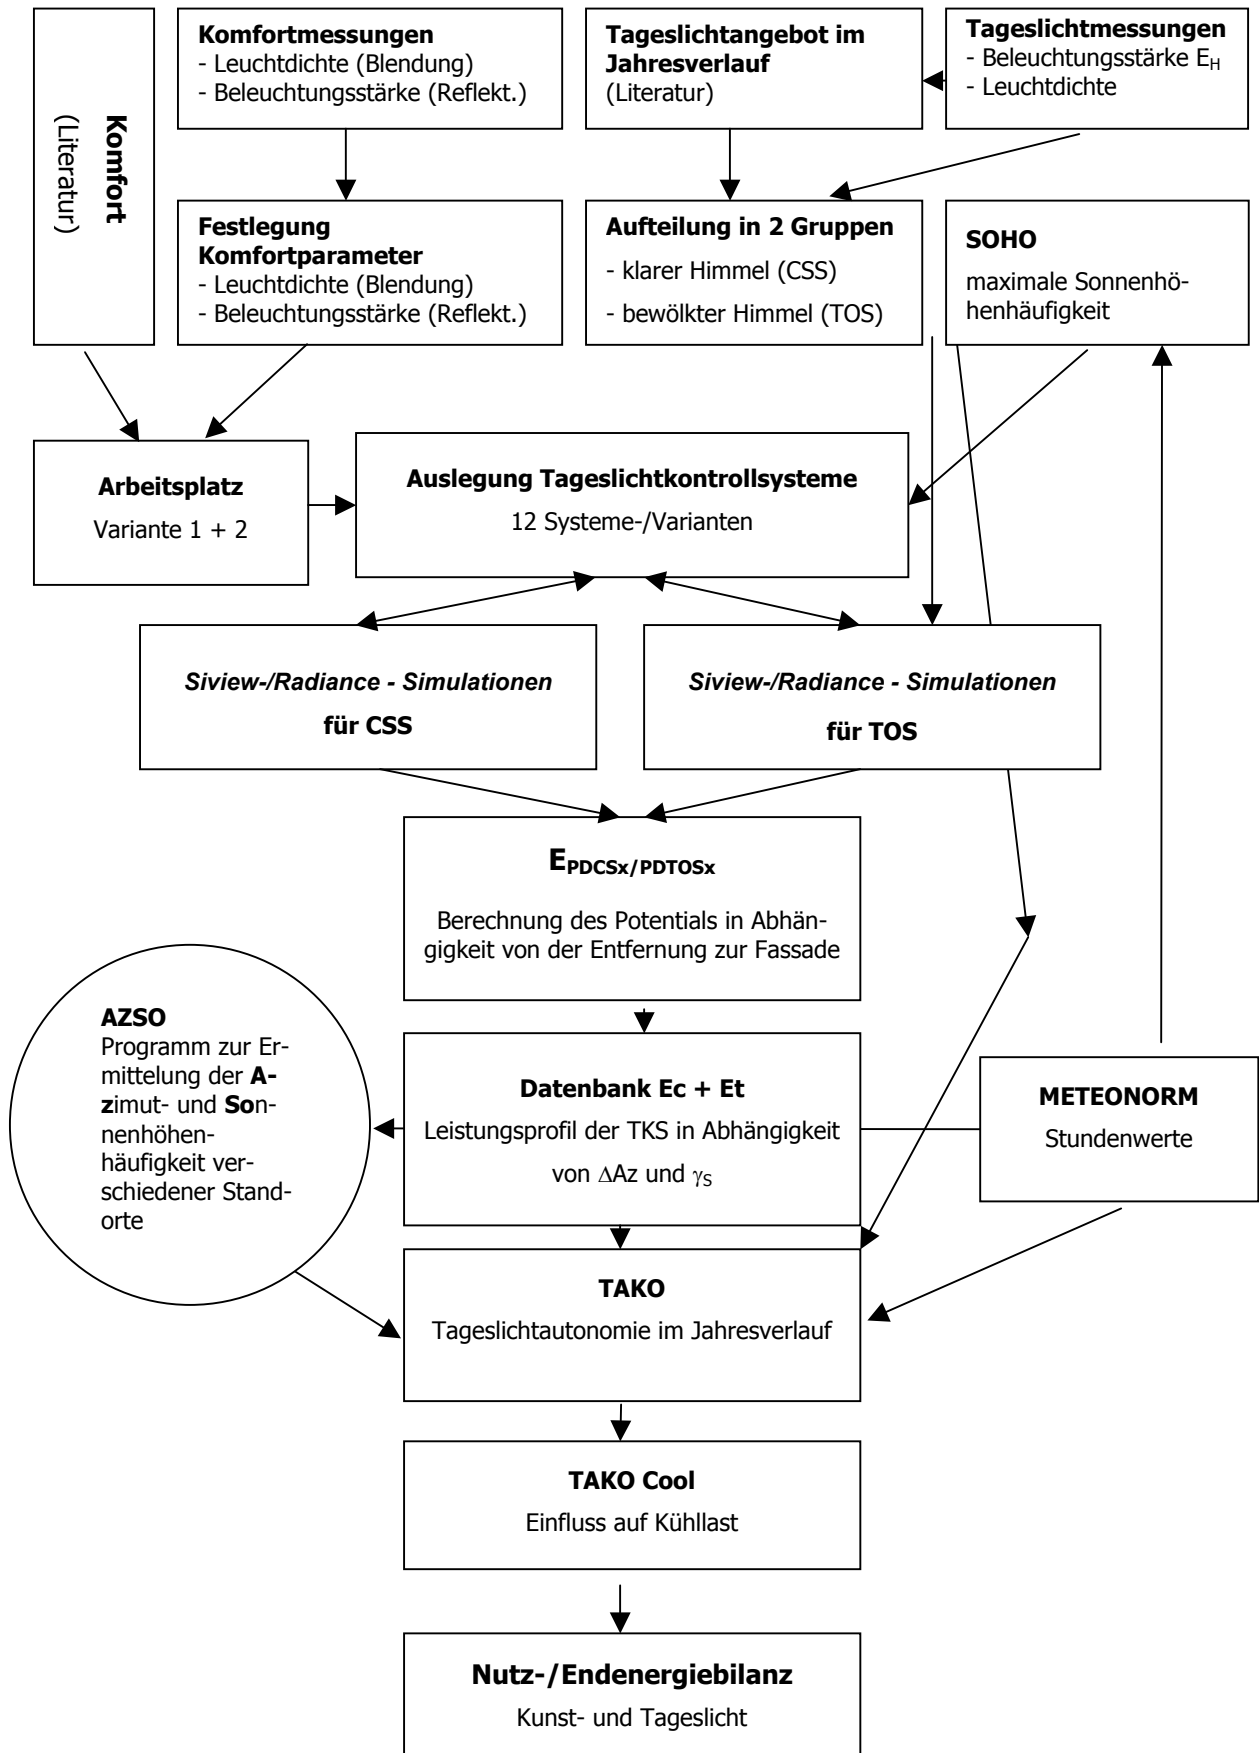 Komfort
(Literatur)
Komfortmessungen
- Leuchtdichte (Blendung)
- Beleuchtungsstärke (Reflekt.)
Tageslichtangebot im
Jahresverlauf
(Literatur)
Tageslichtmessungen
- Beleuchtungsstärke EH
- Leuchtdichte
Festlegung
Komfortparameter
- Leuchtdichte (Blendung)
- Beleuchtungsstärke (Reflekt.)
Aufteilung in 2 Gruppen
- klarer Himmel (CSS)
- bewölkter Himmel (TOS)
SOHO
maximale Sonnenhö-
henhäufigkeit
Arbeitsplatz
Variante 1 + 2
Auslegung Tageslichtkontrollsysteme
12 Systeme-/Varianten
Siview-/Radiance - Simulationen
für CSS
Siview-/Radiance - Simulationen
für TOS
EPDCSx/PDTOSx
Berechnung des Potentials in Abhän-
gigkeit von der Entfernung zur Fassade
AZSO
Programm zur Er-
mittelung der A-
zimut- und Son-
nenhöhen-
häufigkeit ver-
schiedener Stand-
orte
Datenbank Ec + Et
Leistungsprofil der TKS in Abhängigkeit
von ΔAz und γS
METEONORM
Stundenwerte
TAKO
Tageslichtautonomie im Jahresverlauf
TAKO Cool
Einfluss auf Kühllast
Nutz-/Endenergiebilanz
Kunst- und Tageslicht